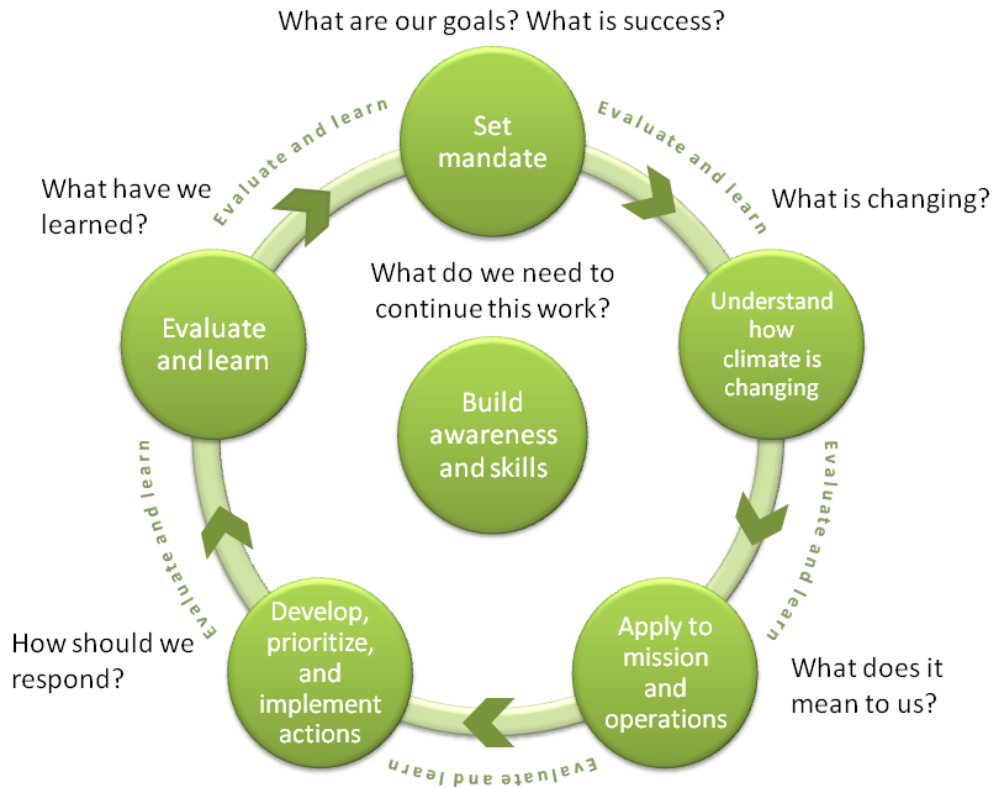 What are our goals? What is success?
Set
mandate
Evaluate and learn
Evaluate and learn
What have we
learned?
What is changing?
What do we need to
continue this work?
Evaluate
and learn
Understand
how
climate is
changing
Build
awareness
and skills
Evaluate and learn
Evaluate and learn
Develop,
prioritize,
and
implement
actions
Apply to
mission
and
operations
How should we
respond?
What does it
mean to us?
Evaluate and learn